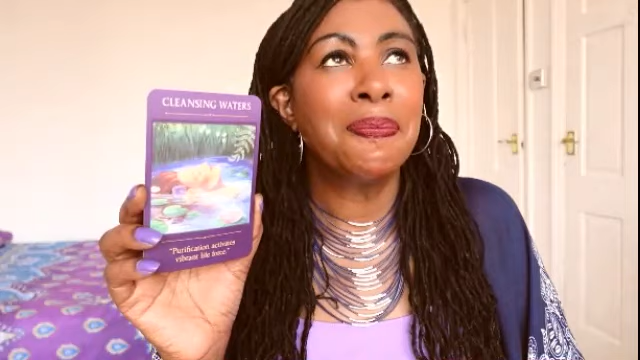 CLEANSING WATERS
"Purification activates
vibrant life force"